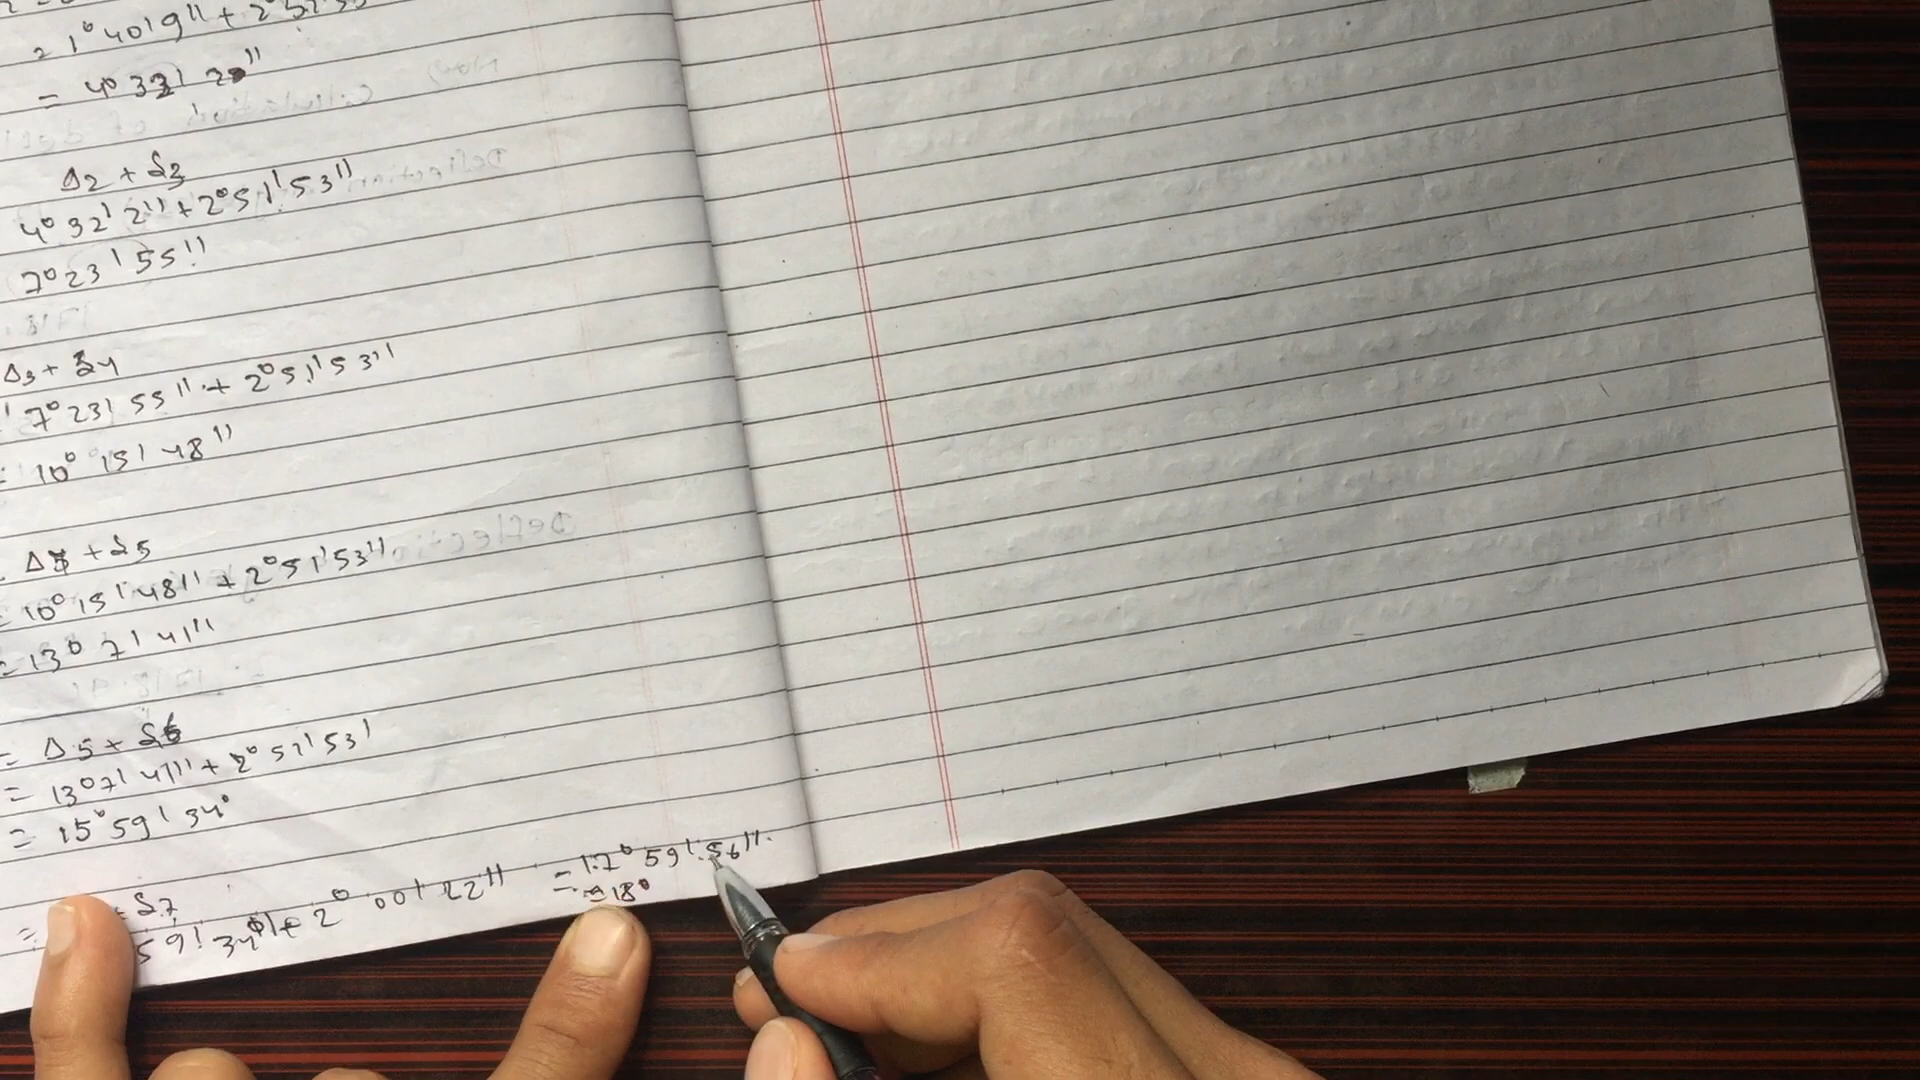 = 1°40'9" + 2°
= 4°32'2"
Δ2 + δ3
4°32'2" + 2°51'53"
7°23'55"
Δ3 + δ4
7°23'55" + 2°51'53"
= 10°15'48"
Δ4 + δ5
= 10°15'48" + 2°51'53"
= 13°7'41"
= Δ5 + δ6
= 13°7'41" + 2°51'53'
= 15°59'34°
+ δ7
= 59'34" + 2°00'22" = 17°59'56".
= 18°